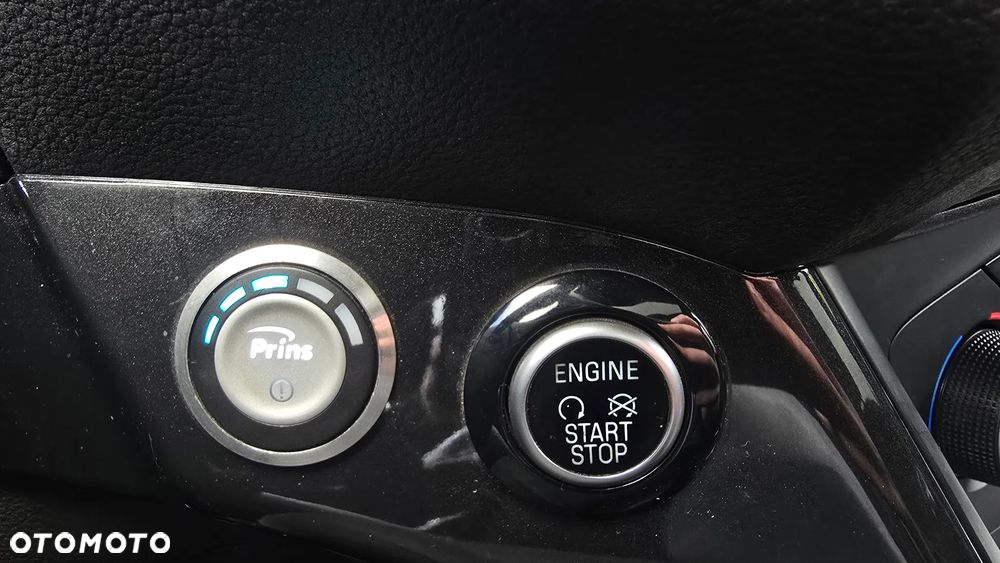 Prins
ENGINE
START
STOP
OTOMOTO